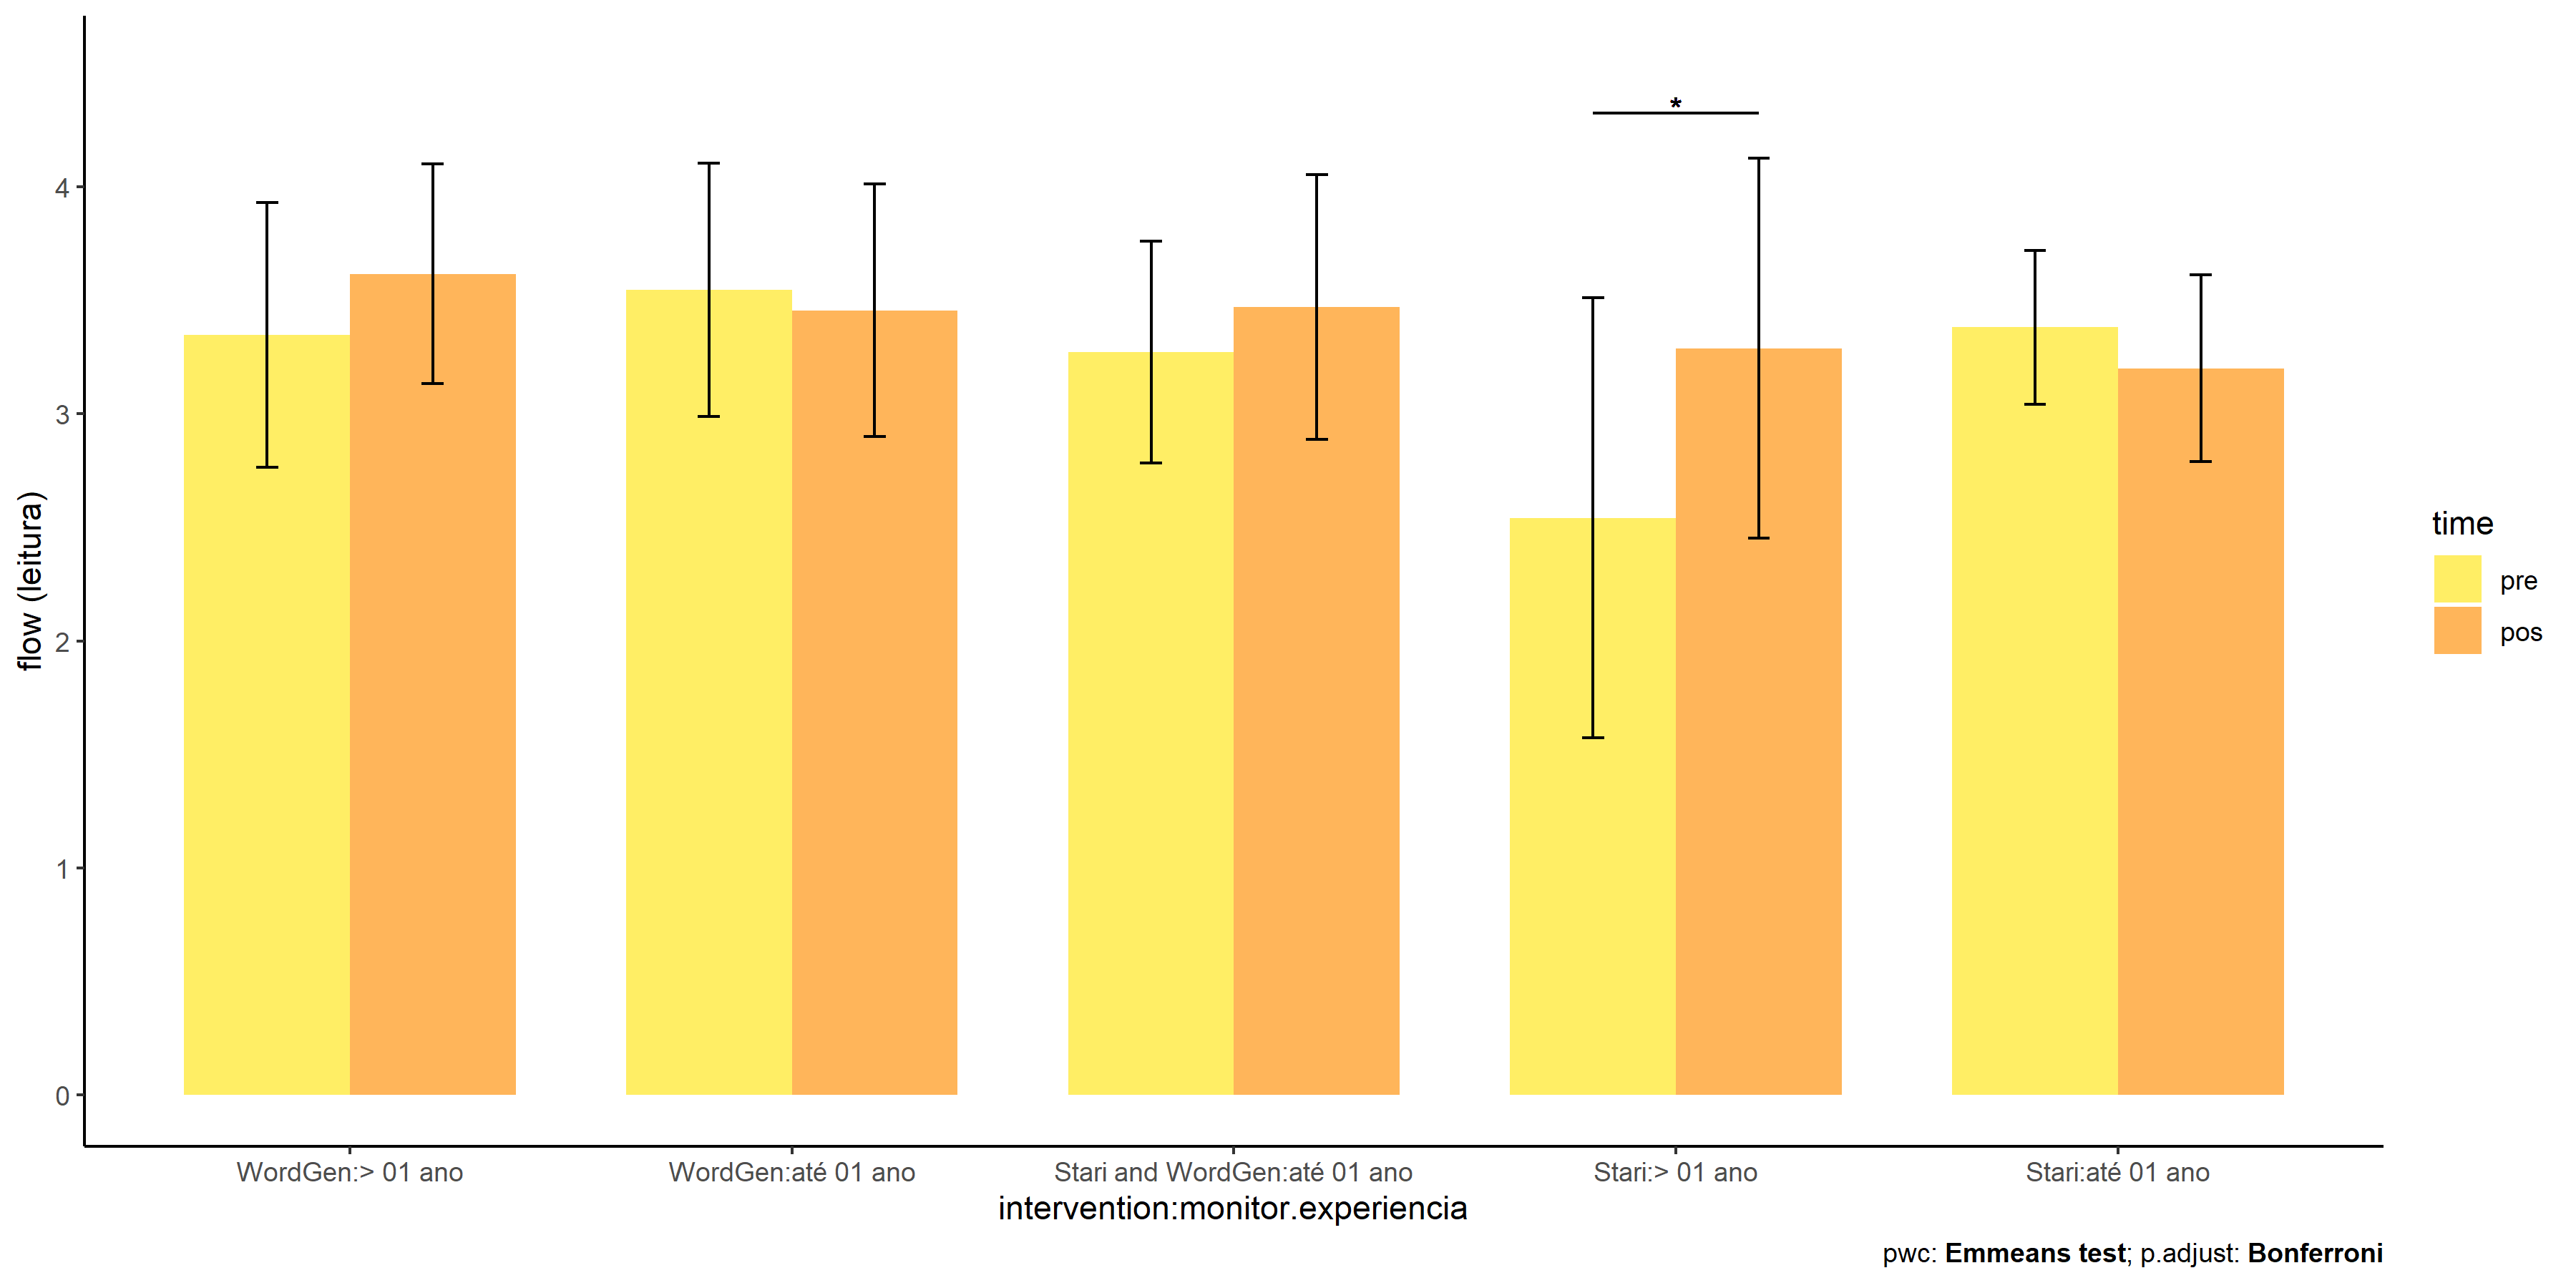 *
4
3
2
1
0
flow (leitura)
WordGen:> 01 ano
WordGen:até 01 ano
Stari and WordGen:até 01 ano
Stari:> 01 ano
Stari:até 01 ano
intervention:monitor.experiencia
time
pre
pos
pwc: Emmeans test; p.adjust: Bonferroni